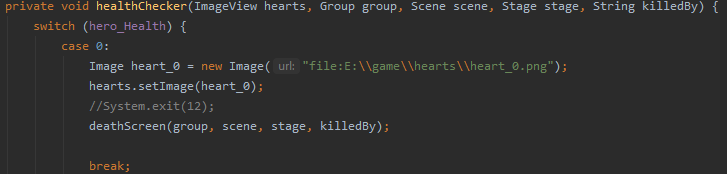 private void healthChecker(ImageView hearts, Group group, Scene scene, Stage stage, String killedBy) {
switch (hero_Health) {
case 0:
Image heart_0 = new Image( url: "file:E:\\game\\hearts\\heart_0.png");
hearts.setImage(heart_0);
//System.exit(12);
deathScreen(group, scene, stage, killedBy);
break;